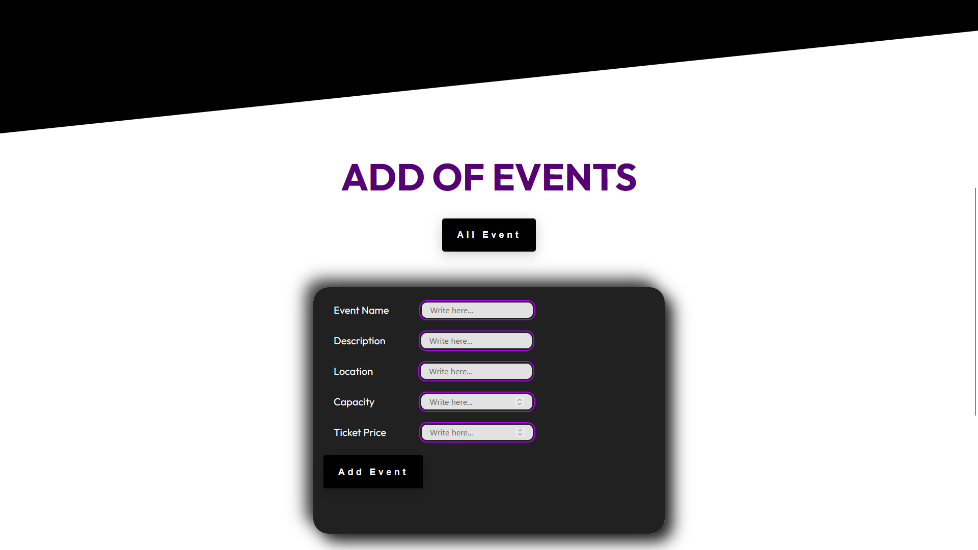 ADD OF EVENTS
All Event
Event Name Write here...
Description Write here...
Location Write here...
Capacity Write here...
Ticket Price Write here...
Add Event